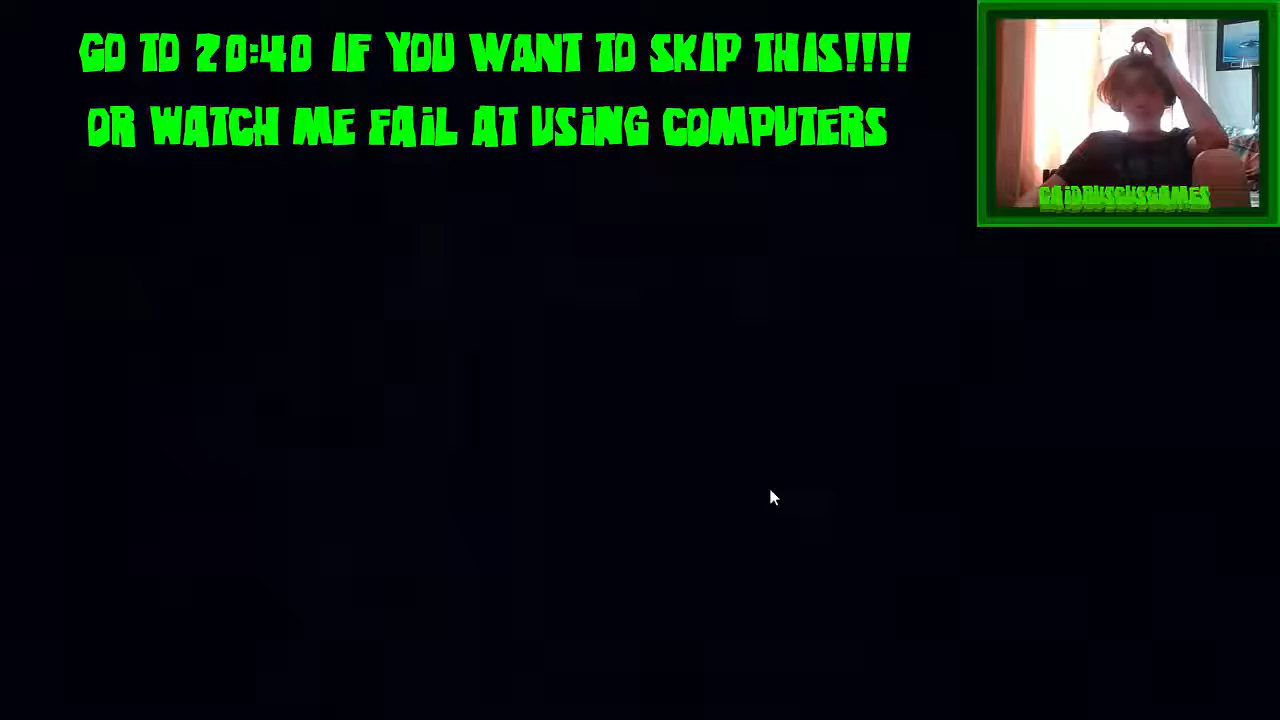 GO TO 20:40 IF YOU WANT TO SKIP THIS!!!!
OR WATCH ME FAiL AT USiNG COMPUTERS